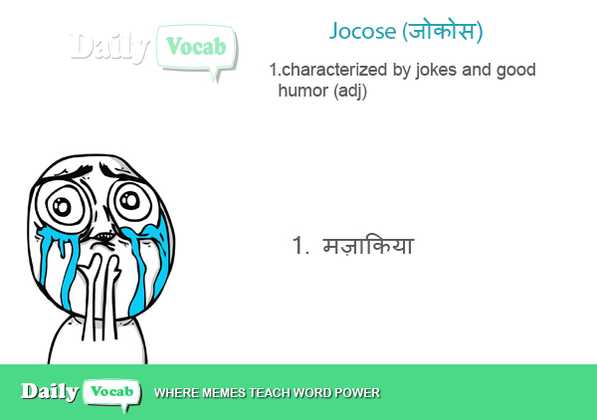 Daily Vocab
Jocose (जोकोस)
1.characterized by jokes and good
humor (adj)
1. मज़ाकिया
Daily Vocab WHERE MEMES TEACH WORD POWER